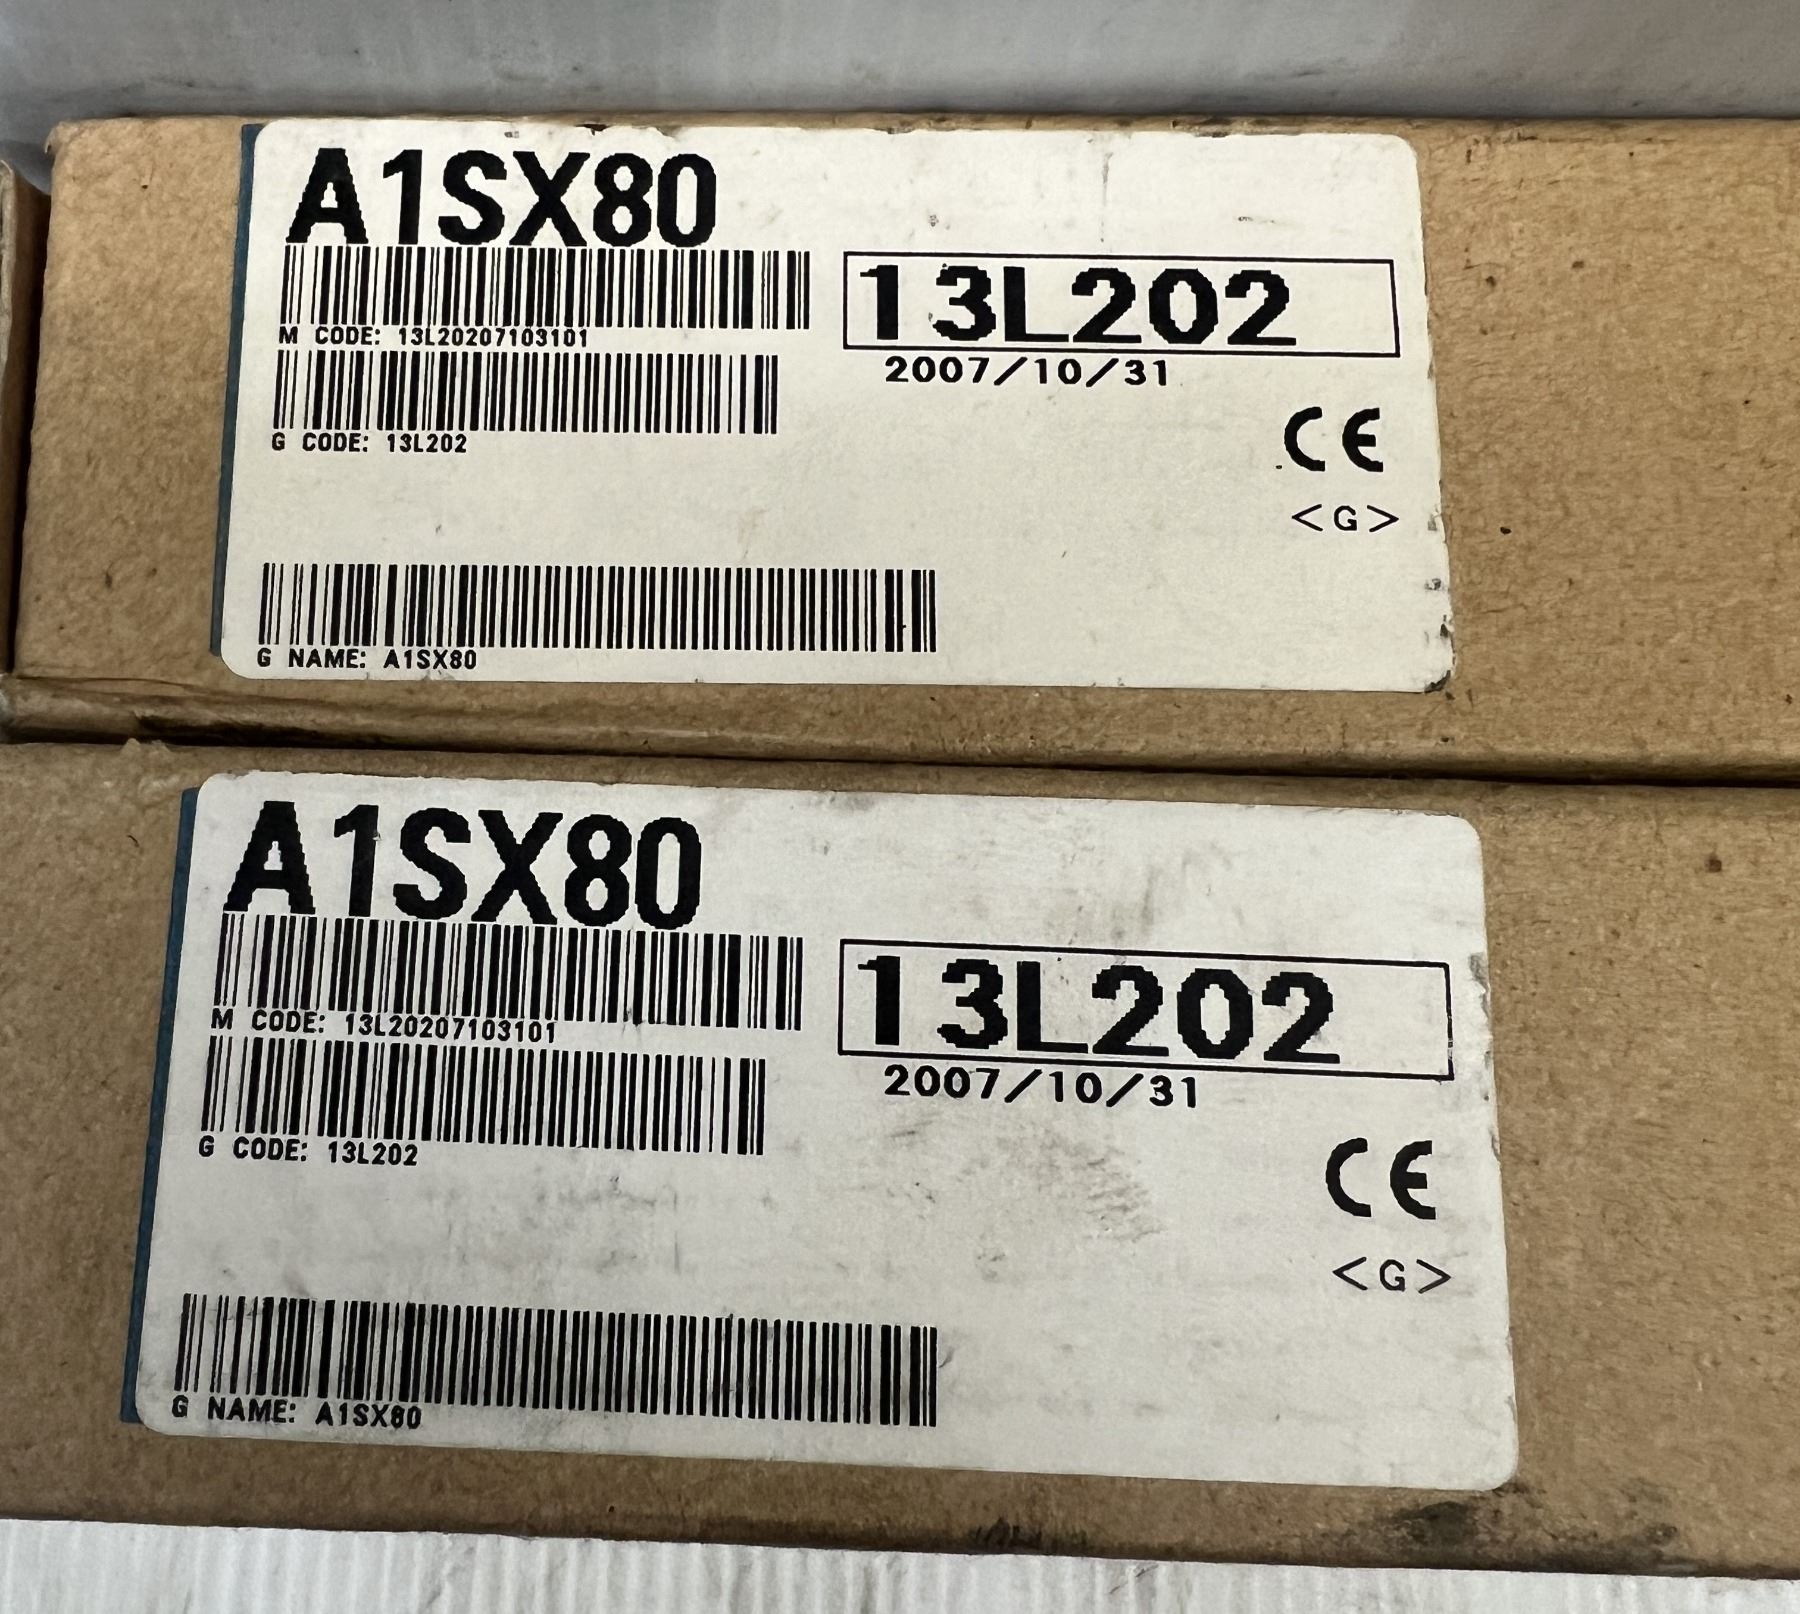 A1SX80
M CODE: 13L20207103101
13L202
2007/10/31
G CODE: 13L202
CE
<G>
G NAME: A1SX80
A1SX80
M CODE: 13L20207103101
13L202
2007/10/31
G CODE: 13L202
CE
<G>
G NAME: A1SX80